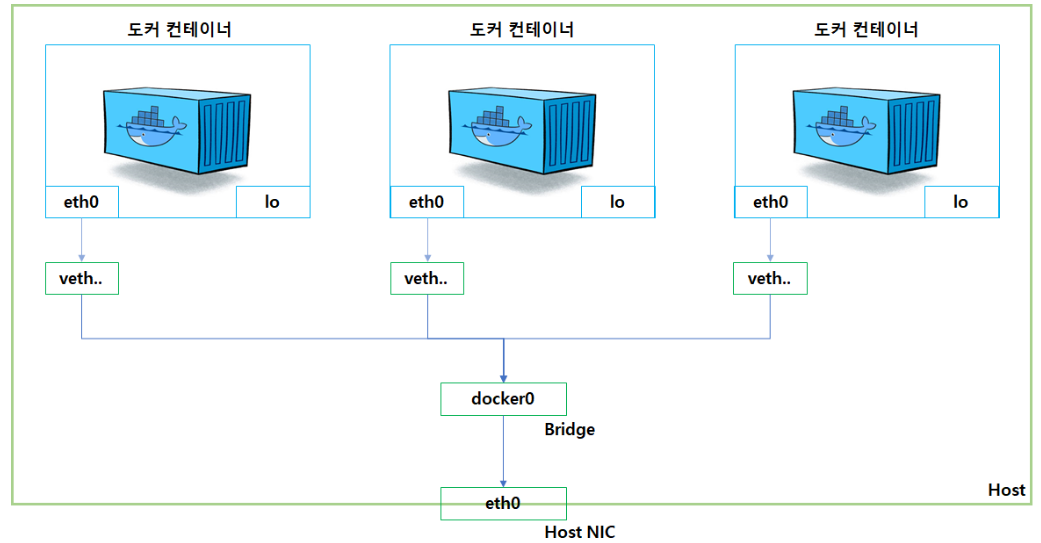 도커 컨테이너
도커 컨테이너
도커 컨테이너
eth0
lo
eth0
lo
eth0
lo
veth..
veth..
veth..
docker0
Bridge
Host
eth0
Host NIC